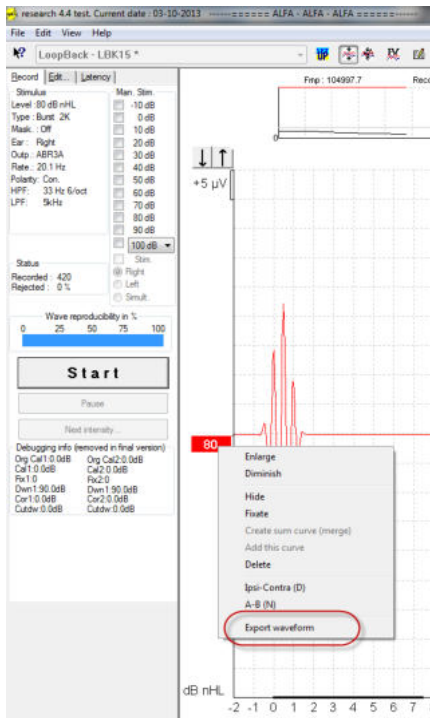 research 4.4 test. Current date : 03-10-2013 ------====== ALFA - ALFA - ALFA ======------
File Edit View Help
LoopBack - LBK15 *
Record Edit... Latency
Stimulus
Level :80 dB nHL
Type : Burst 2K
Mask. : Off
Ear : Right
Outp : ABR3A
Rate.: 20.1 Hz
Polarity: Con.
HPF: 33 Hz 6/oct
LPF: 5kHz
Man. Stim.
-10 dB
0 dB
10 dB
20 dB
30 dB
40 dB
50 dB
60 dB
70 dB
80 dB
90 dB
100 dB
Stim.
Right
Left
Simult.
Status
Recorded : 420
Rejected : 0 %
Wave reproducibility in %
0 25 50 75 100
Start
Pause
Next intensity...
Debugging info (removed in final version)
Org Cal1:0.0dB Org Cal2:0.0dB
Cal1:0.0dB Cal2:0.0dB
Fix1:0 Fix2:0
Dwn1:90.0dB Dwn1:90.0dB
Cor1:0.0dB Cor2:0.0dB
Cutdw:0.0dB Cutdw:0.0dB
UP
Fmp : 104997.7
0
+5 µV
80
Enlarge
Diminish
Hide
Fixate
Create sum curve (merge)
Add this curve
Delete
Ipsi-Contra (D)
A-B (N)
Export waveform
dB nHL
-2 -1 0 1 2 3 4 5 6 7